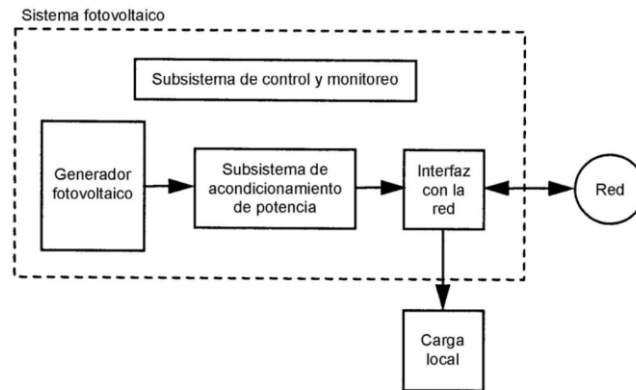 Sistema fotovoltaico
Subsistema de control y monitoreo
Generador
fotovoltaico
Subsistema de
acondicionamiento
de potencia
Interfaz
con la
red
Red
Carga
local